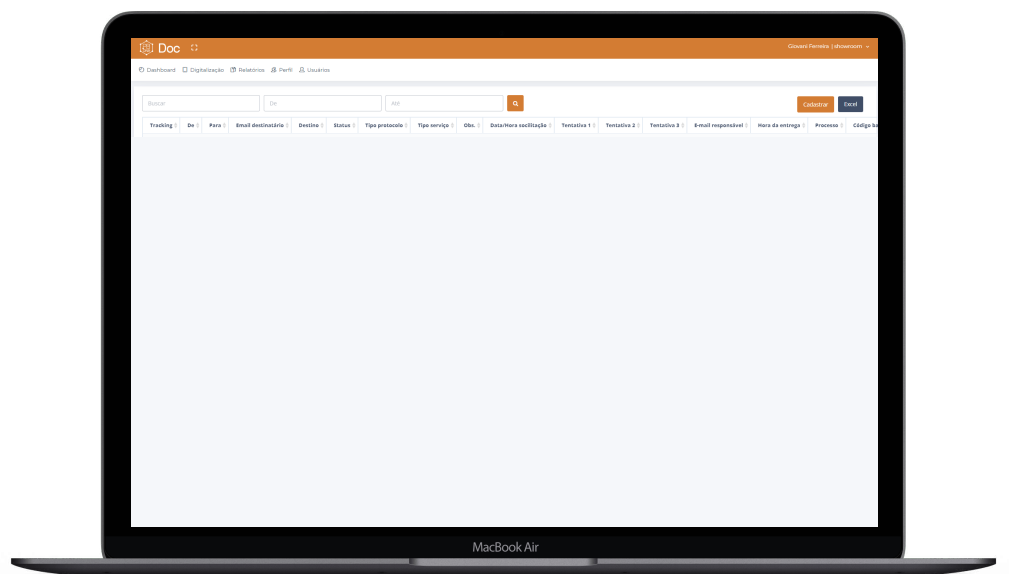 Doc
Giovani Ferreira | showroom
Dashboard Digitalização Relatórios Perfil Usuários
Buscar De Até Cadastrar Excel
Tracking De Para Email destinatário Destino Status Tipo protocolo Tipo serviço Obs. Data/Hora socilitação Tentativa 1 Tentativa 2 Tentativa 3 E-mail responsável Hora da entrega Processo Código ba
MacBook Air